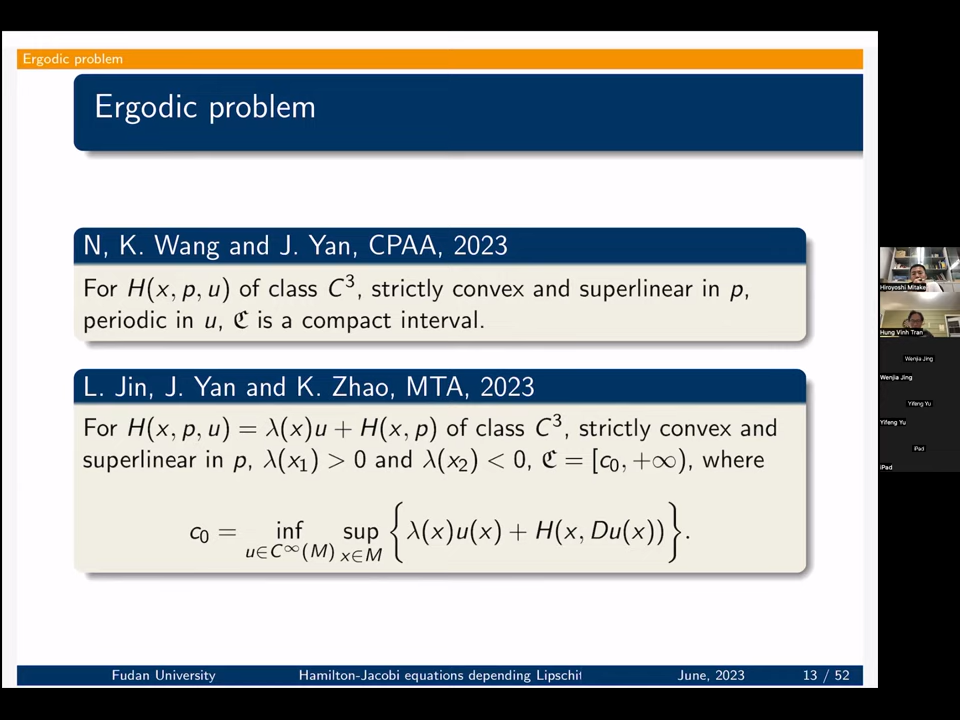 Ergodic problem
Ergodic problem
N, K. Wang and J. Yan, CPAA, 2023
For H(x, p, u) of class C³, strictly convex and superlinear in p,
periodic in u, ℭ is a compact interval.
L. Jin, J. Yan and K. Zhao, MTA, 2023
For H(x, p, u) = λ(x)u + H(x, p) of class C³, strictly convex and
superlinear in p, λ(x₁) > 0 and λ(x₂) < 0, ℭ = [c₀, +∞), where
c₀ = inf_{u∈C^∞(M)} sup_{x∈M} {λ(x)u(x) + H(x, Du(x))}.
Fudan University Hamilton-Jacobi equations depending Lipschit June, 2023 13 / 52
Hiroyoshi Mitake
Hung Vinh Tran
Wenjia Jing
Wenjia Jing
Yifeng Yu
Yifeng Yu
iPad
iPad